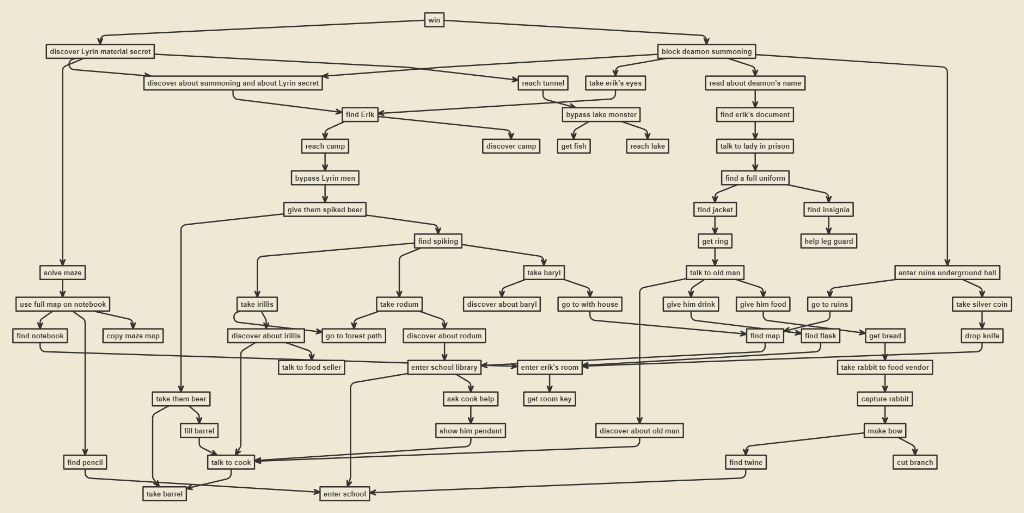 win
discover Lyrin material secret
block deamon summoning
discover about summoning and about Lyrin secret
reach tunnel
take erik's eyes
read about deamon's name
find Erik
bypass lake monster
find erik's document
reach camp
discover camp
get fish
reach lake
talk to lady in prison
bypass Lyrin men
find a full uniform
give them spiked beer
find jacket
find insignia
find spiking
get ring
help leg guard
solve maze
take baryl
talk to old man
enter ruins underground hall
use full map on notebook
take irillis
take rodum
discover about baryl
go to with house
give him drink
give him food
go to ruins
take silver coin
find notebook
copy maze map
discover about irillis
go to forest path
discover about rodum
find map
find flask
get bread
drop knife
talk to food seller
enter school library
enter erik's room
take rabbit to food vendor
take them beer
ask cook help
get room key
capture rabbit
fill barrel
show him pendant
discover about old man
make bow
find pencil
talk to cook
find twine
cut branch
take barrel
enter school